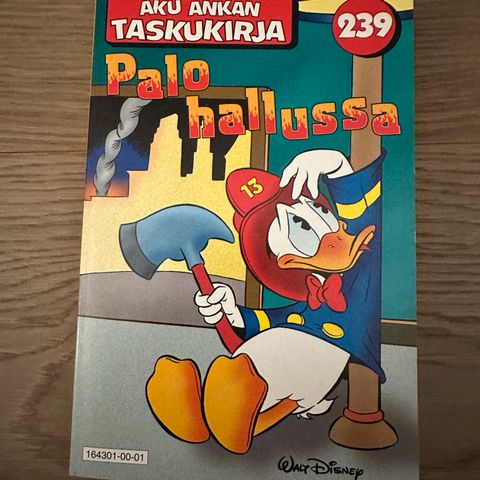 AKU ANKAN
TASKUKIRJA
239
Palo
hallussa
13
164301-00-01
WALT DISNEY